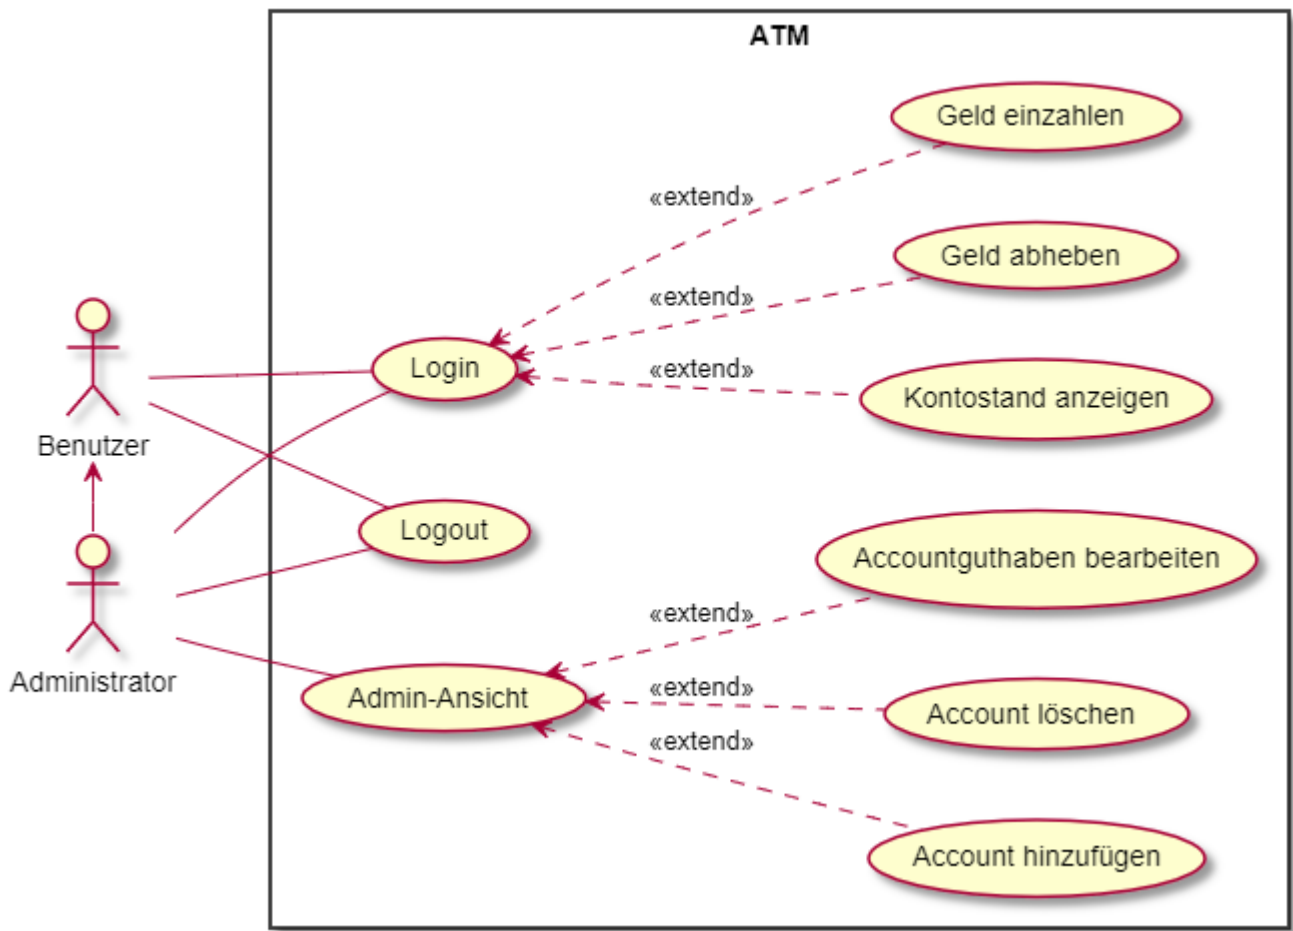 ATM
Geld einzahlen
«extend»
Geld abheben
«extend»
Login
«extend»
Kontostand anzeigen
Benutzer
Logout
Accountguthaben bearbeiten
«extend»
Administrator
Admin-Ansicht
«extend»
Account löschen
«extend»
Account hinzufügen